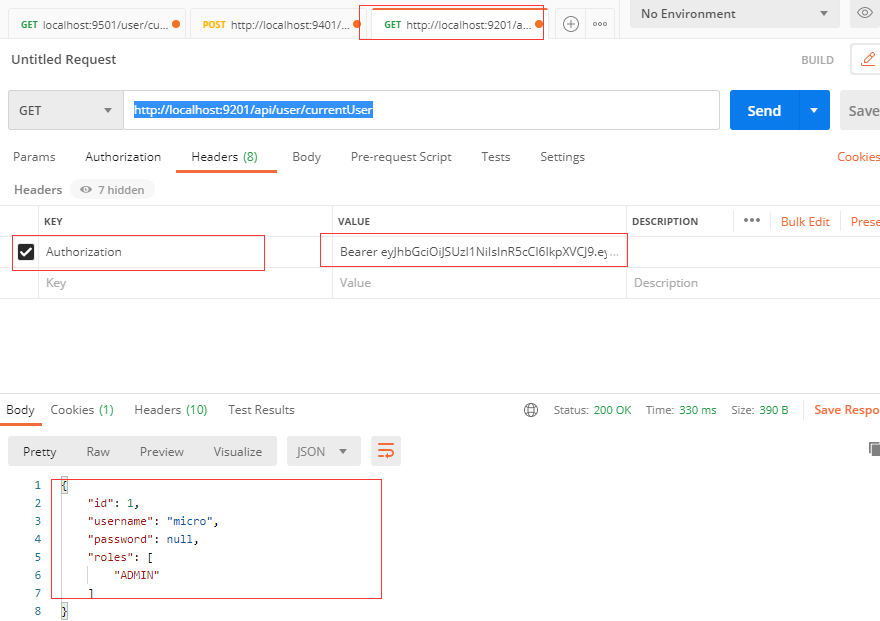 GET localhost:9501/user/cu... POST http://localhost:9401/... GET http://localhost:9201/a... No Environment
Untitled Request BUILD
GET http://localhost:9201/api/user/currentUser Send Save
Params Authorization Headers (8) Body Pre-request Script Tests Settings Cookies
Headers 7 hidden
KEY VALUE DESCRIPTION ••• Bulk Edit Prese
Authorization Bearer eyJhbGciOiJSUzI1NiIsInR5cCI6IkpXVCJ9.ey ...
Key Value Description
Body Cookies (1) Headers (10) Test Results Status: 200 OK Time: 330 ms Size: 390 B Save Respo
Pretty Raw Preview Visualize JSON
1 {
2 "id": 1,
3 "username": "micro",
4 "password": null,
5 "roles": [
6 "ADMIN"
7 ]
8 }